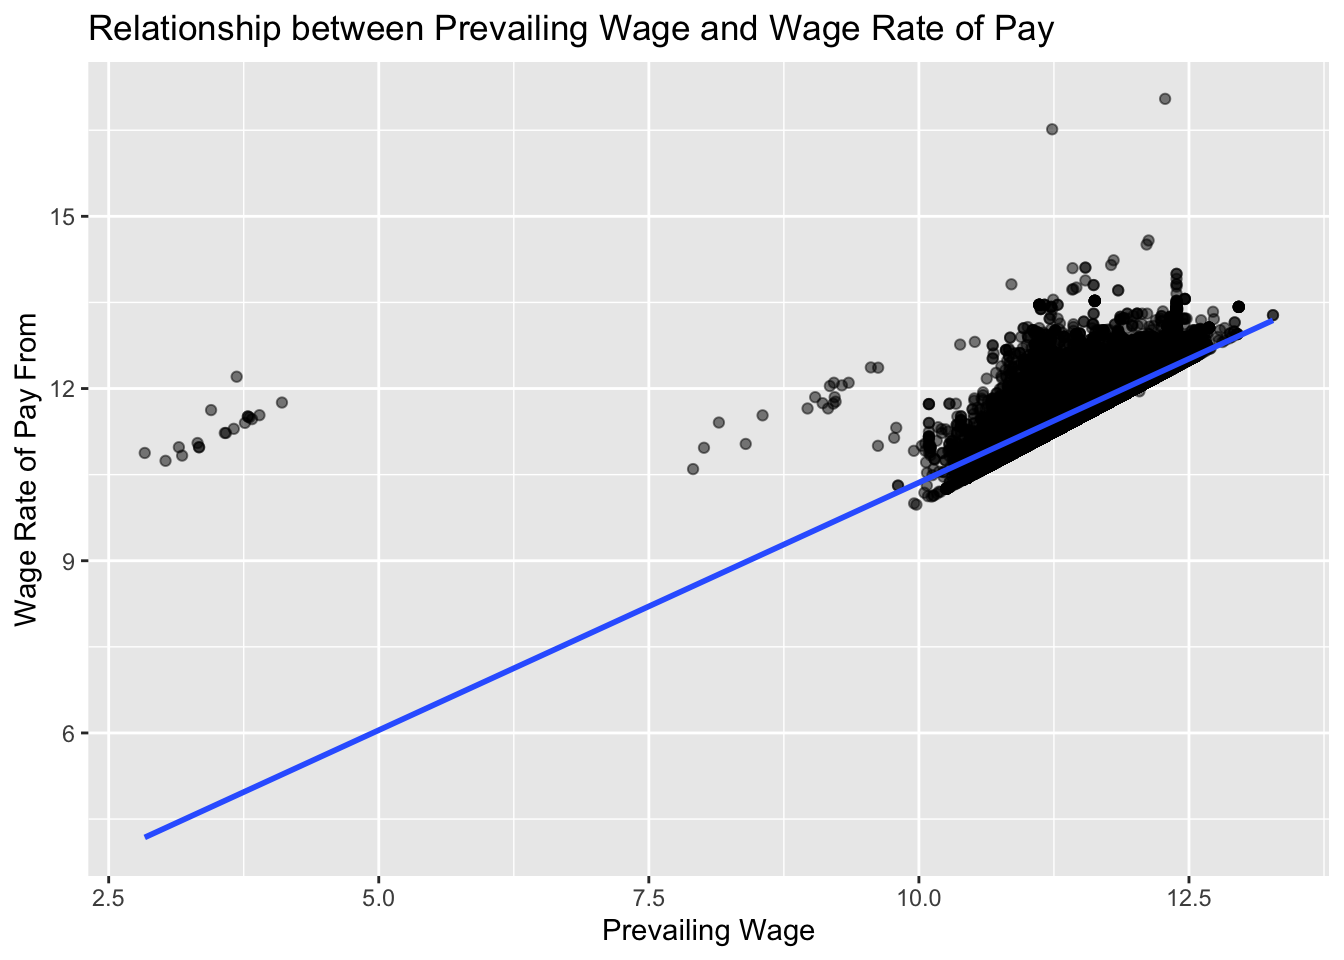 Relationship between Prevailing Wage and Wage Rate of Pay
Wage Rate of Pay From
15
12
9
6
2.5 5.0 7.5 10.0 12.5
Prevailing Wage